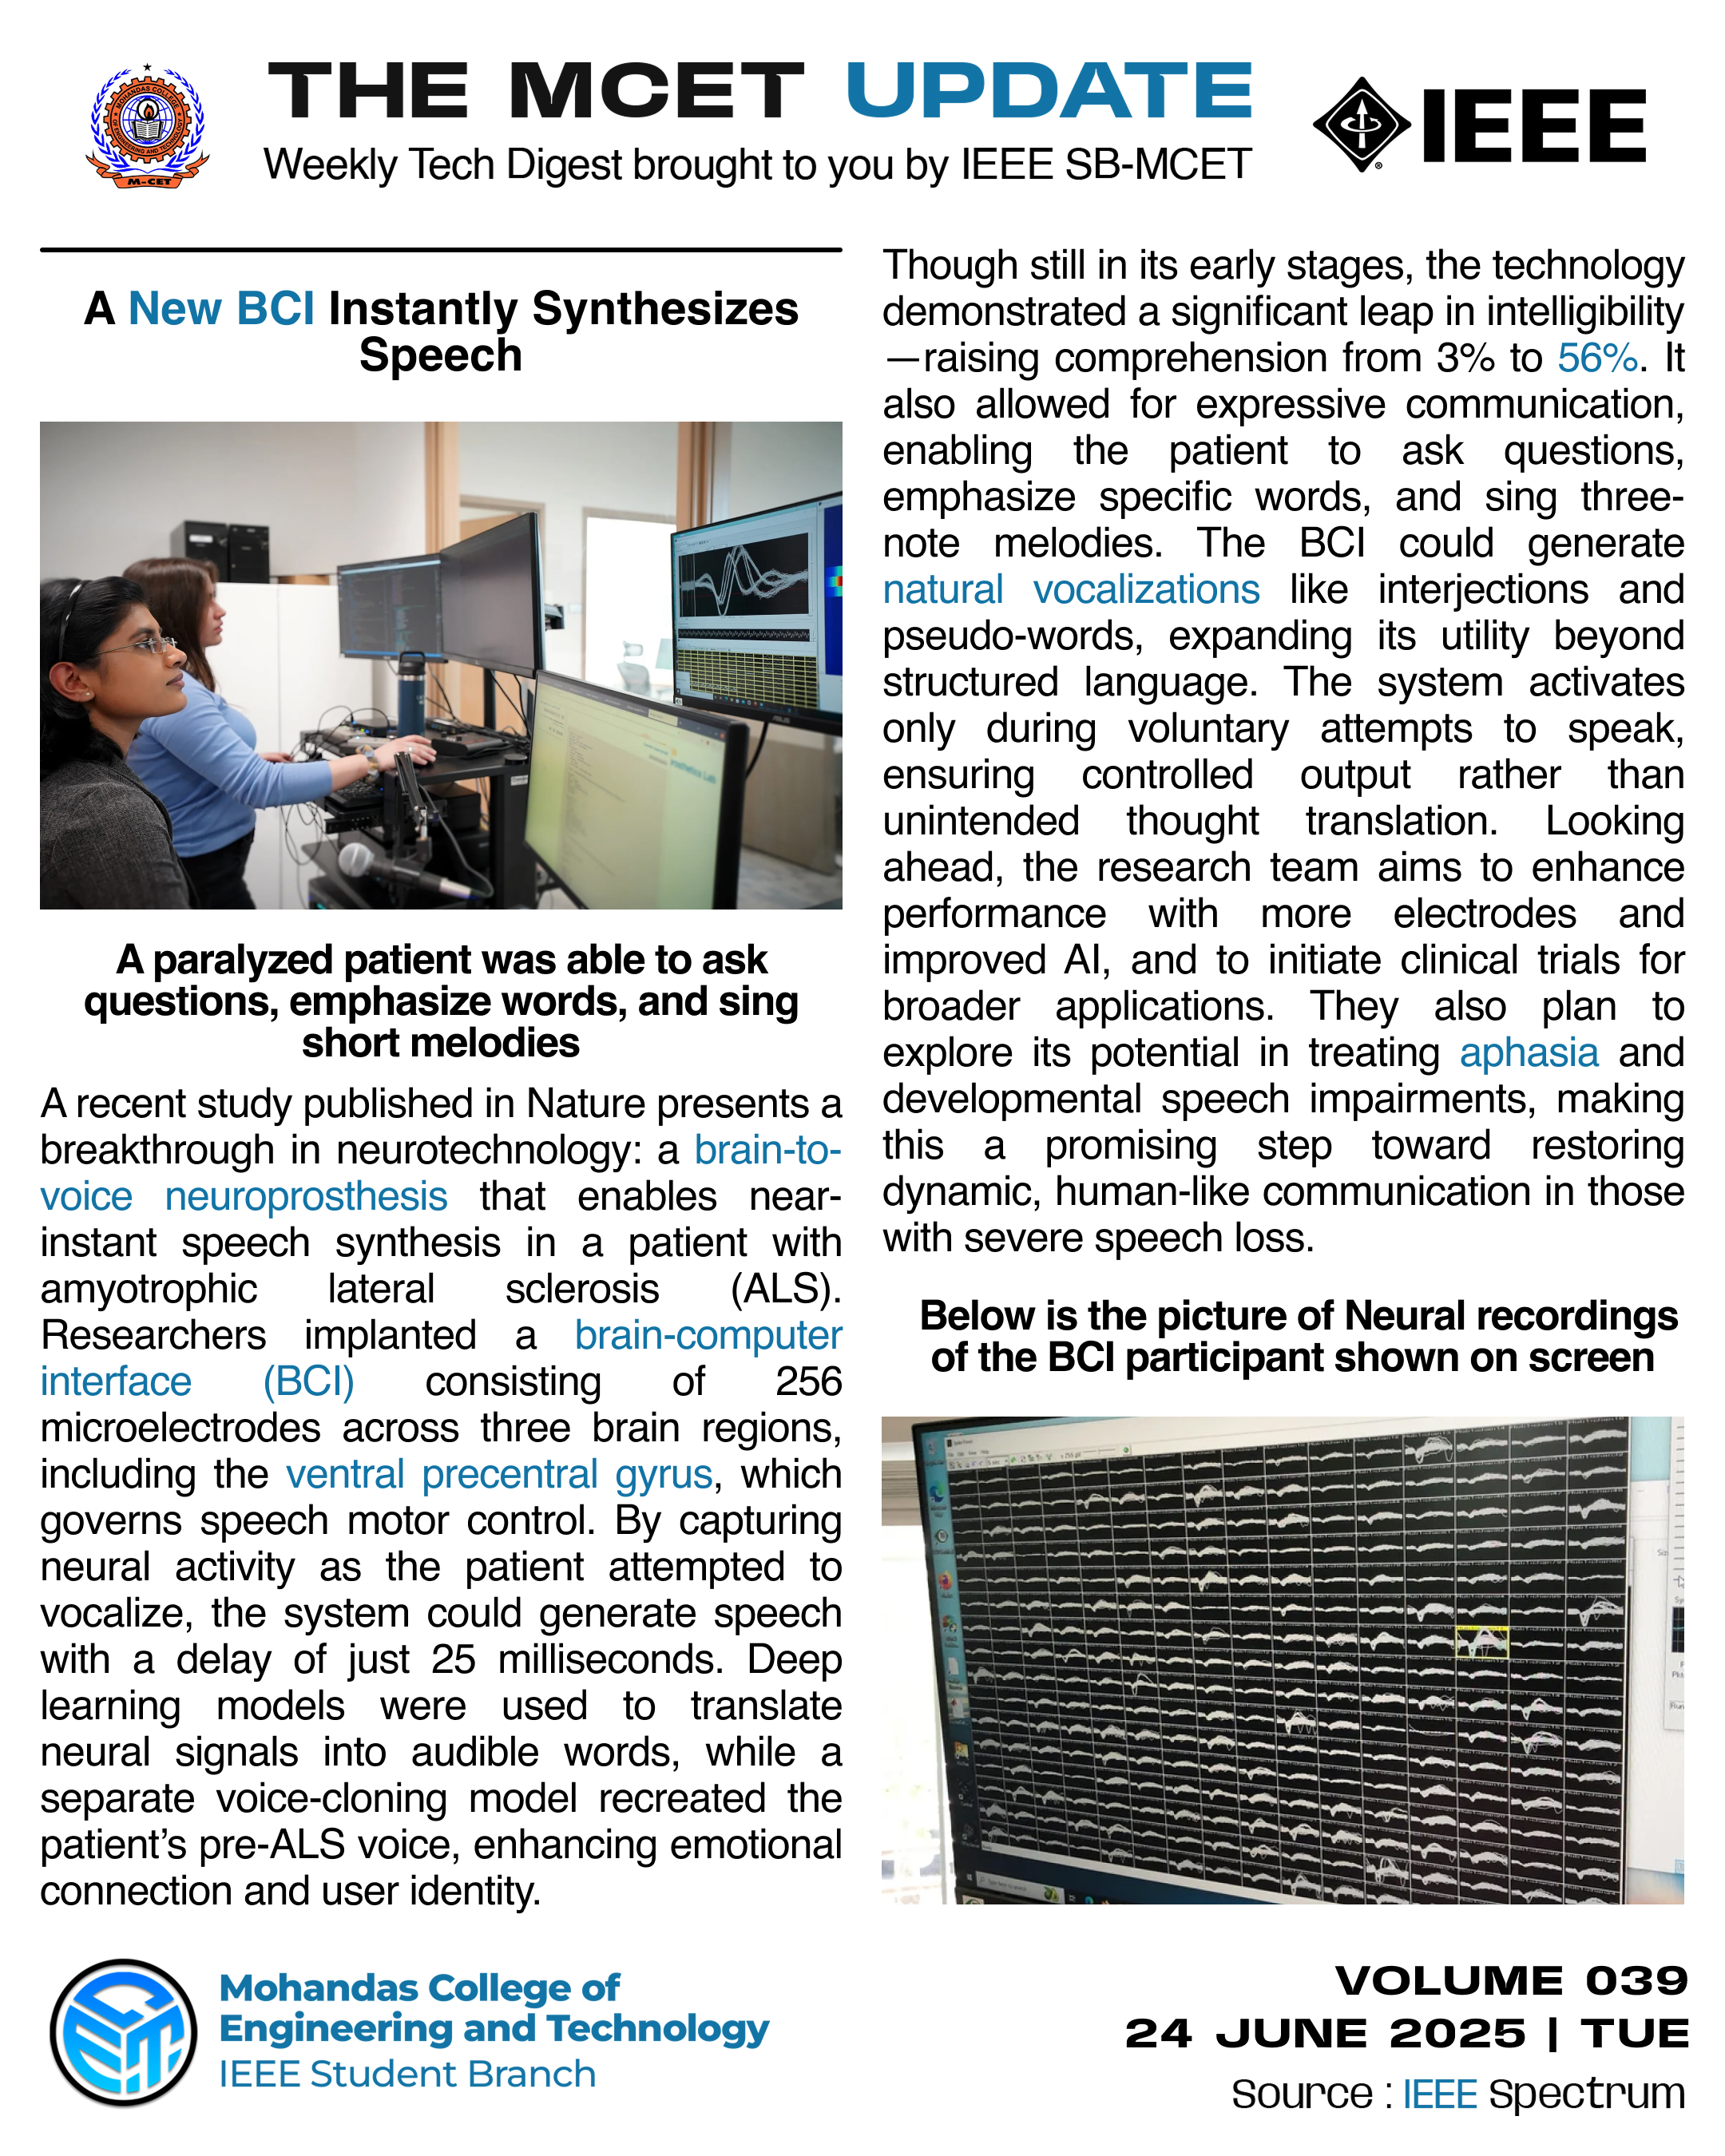 THE MCET UPDATE
Weekly Tech Digest brought to you by IEEE SB-MCET
MOHANDAS COLLEGE
OF ENGINEERING AND TECHNOLOGY
M-CET
IEEE
A New BCI Instantly Synthesizes
Speech
A paralyzed patient was able to ask
questions, emphasize words, and sing
short melodies
A recent study published in Nature presents a
breakthrough in neurotechnology: a brain-to-
voice neuroprosthesis that enables near-
instant speech synthesis in a patient with
amyotrophic lateral sclerosis (ALS).
Researchers implanted a brain-computer
interface (BCI) consisting of 256
microelectrodes across three brain regions,
including the ventral precentral gyrus, which
governs speech motor control. By capturing
neural activity as the patient attempted to
vocalize, the system could generate speech
with a delay of just 25 milliseconds. Deep
learning models were used to translate
neural signals into audible words, while a
separate voice-cloning model recreated the
patient’s pre-ALS voice, enhancing emotional
connection and user identity.
Though still in its early stages, the technology
demonstrated a significant leap in intelligibility
—raising comprehension from 3% to 56%. It
also allowed for expressive communication,
enabling the patient to ask questions,
emphasize specific words, and sing three-
note melodies. The BCI could generate
natural vocalizations like interjections and
pseudo-words, expanding its utility beyond
structured language. The system activates
only during voluntary attempts to speak,
ensuring controlled output rather than
unintended thought translation. Looking
ahead, the research team aims to enhance
performance with more electrodes and
improved AI, and to initiate clinical trials for
broader applications. They also plan to
explore its potential in treating aphasia and
developmental speech impairments, making
this a promising step toward restoring
dynamic, human-like communication in those
with severe speech loss.
Below is the picture of Neural recordings
of the BCI participant shown on screen
Mohandas College of
Engineering and Technology
IEEE Student Branch
VOLUME 039
24 JUNE 2025 | TUE
Source : IEEE Spectrum